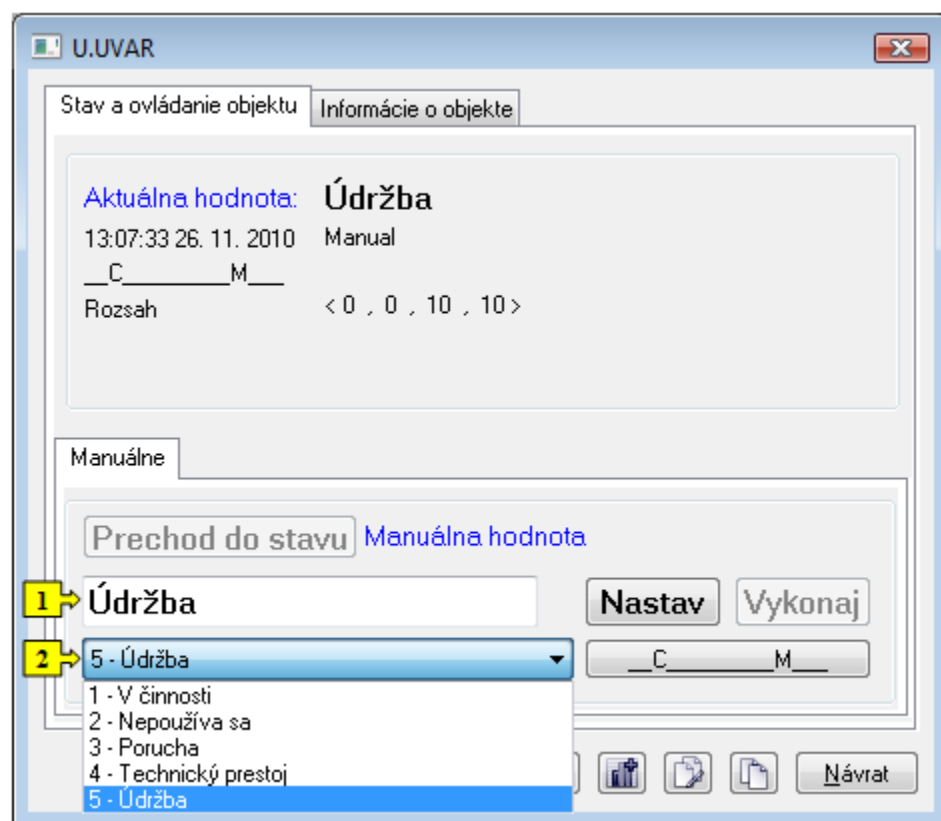 U.UVAR
Stav a ovládanie objektu Informácie o objekte
Aktuálna hodnota: Údržba
13:07:33 26. 11. 2010 Manual
__C________M___
Rozsah < 0 , 0 , 10 , 10 >
Manuálne
Prechod do stavu Manuálna hodnota
1 Údržba Nastav Vykonaj
2 5 - Údržba __C________M___
1 - V činnosti
2 - Nepoužíva sa
3 - Porucha
4 - Technický prestoj
5 - Údržba
Návrat